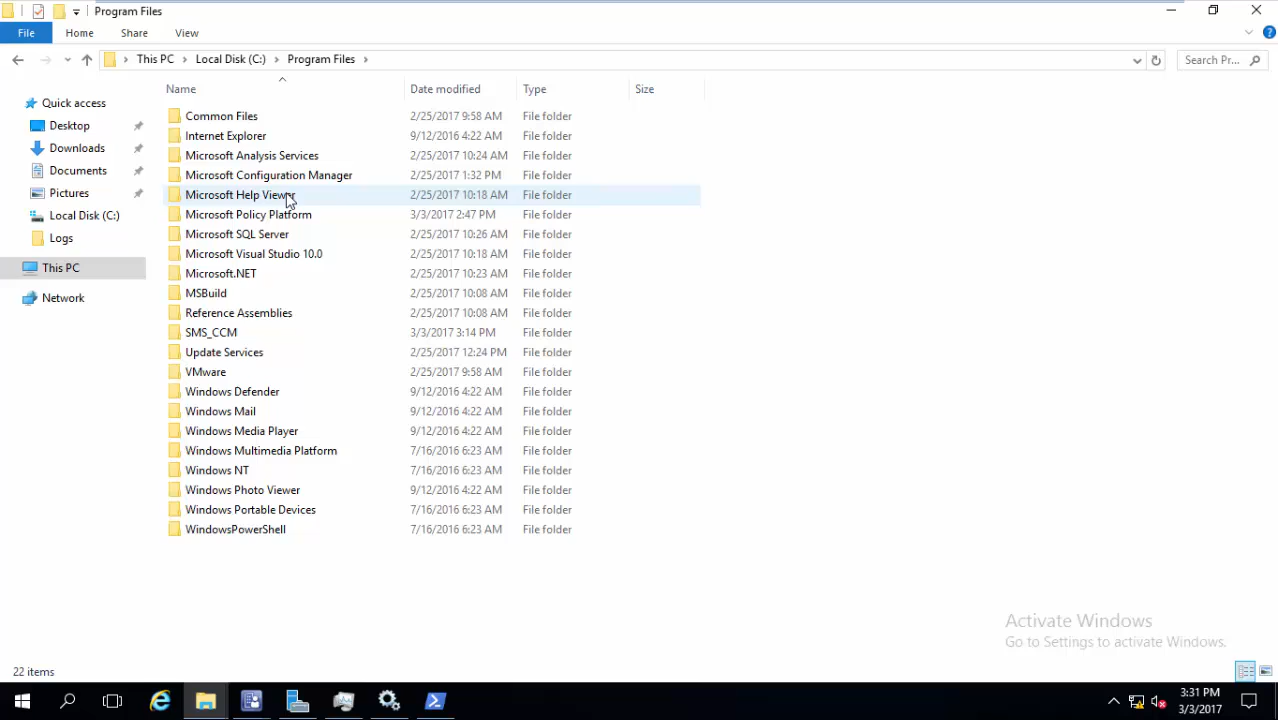 Program Files
File Home Share View
This PC Local Disk (C:) Program Files Search Pr...
Name Date modified Type Size
Quick access
Desktop
Downloads
Documents
Pictures
Local Disk (C:)
Logs
This PC
Network
Common Files 2/25/2017 9:58 AM File folder
Internet Explorer 9/12/2016 4:22 AM File folder
Microsoft Analysis Services 2/25/2017 10:24 AM File folder
Microsoft Configuration Manager 2/25/2017 1:32 PM File folder
Microsoft Help Viewer 2/25/2017 10:18 AM File folder
Microsoft Policy Platform 3/3/2017 2:47 PM File folder
Microsoft SQL Server 2/25/2017 10:26 AM File folder
Microsoft Visual Studio 10.0 2/25/2017 10:18 AM File folder
Microsoft.NET 2/25/2017 10:23 AM File folder
MSBuild 2/25/2017 10:08 AM File folder
Reference Assemblies 2/25/2017 10:08 AM File folder
SMS_CCM 3/3/2017 3:14 PM File folder
Update Services 2/25/2017 12:24 PM File folder
VMware 2/25/2017 9:58 AM File folder
Windows Defender 9/12/2016 4:22 AM File folder
Windows Mail 9/12/2016 4:22 AM File folder
Windows Media Player 9/12/2016 4:22 AM File folder
Windows Multimedia Platform 7/16/2016 6:23 AM File folder
Windows NT 7/16/2016 6:23 AM File folder
Windows Photo Viewer 9/12/2016 4:22 AM File folder
Windows Portable Devices 7/16/2016 6:23 AM File folder
WindowsPowerShell 7/16/2016 6:23 AM File folder
Activate Windows
Go to Settings to activate Windows.
22 items
3:31 PM
3/3/2017